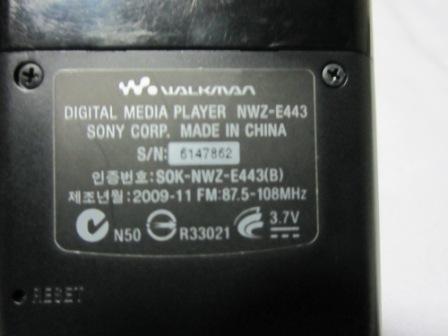 WALKMAN
DIGITAL MEDIA PLAYER NWZ-E443
SONY CORP. MADE IN CHINA
S/N: 6147862
인증번호: SOK-NWZ-E443(B)
제조년월: 2009-11 FM:87.5-108MHz
N50 R33021 3.7V
RESET